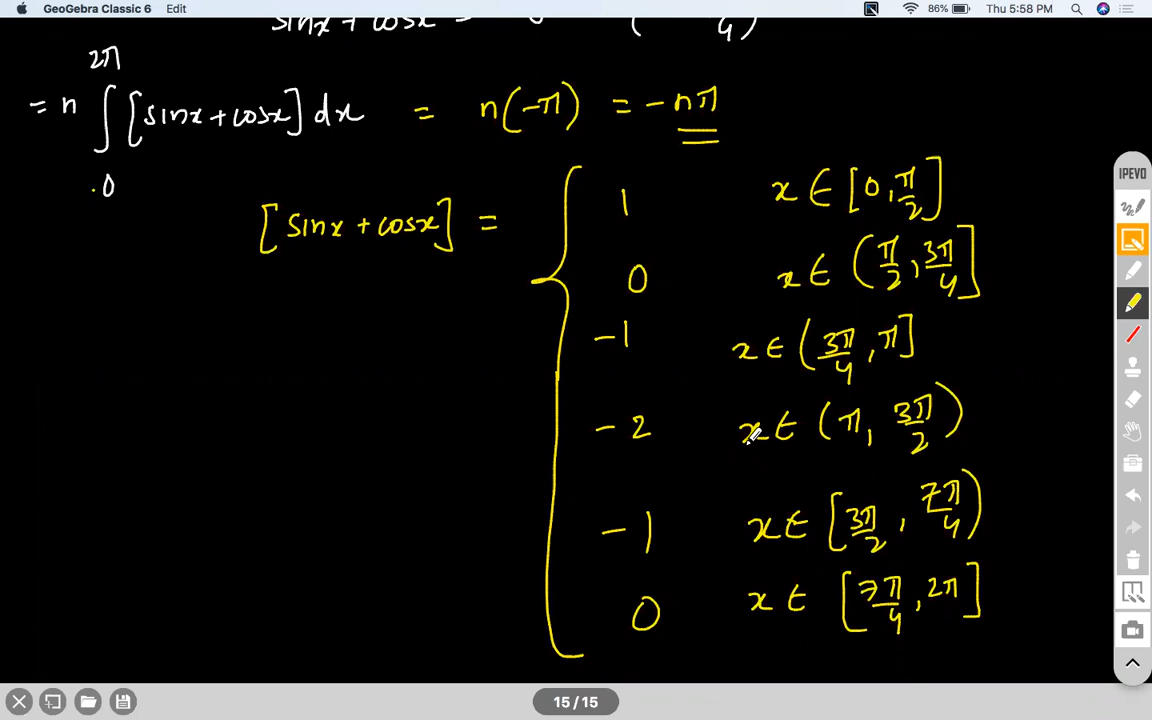 GeoGebra Classic 6 Edit 86% Thu 5:58 PM
sinx + cosx =
2π
= n ∫ [sinx + cosx] dx = n(-π) = -nπ
0
IPEVO
[sinx + cosx] =
1 x ∈ [0, π/2]
0 x ∈ (π/2, 3π/4]
-1 x ∈ (3π/4, π]
-2 x ∈ (π, 3π/2)
-1 x ∈ [3π/2, 7π/4)
0 x ∈ [7π/4, 2π]
15 / 15